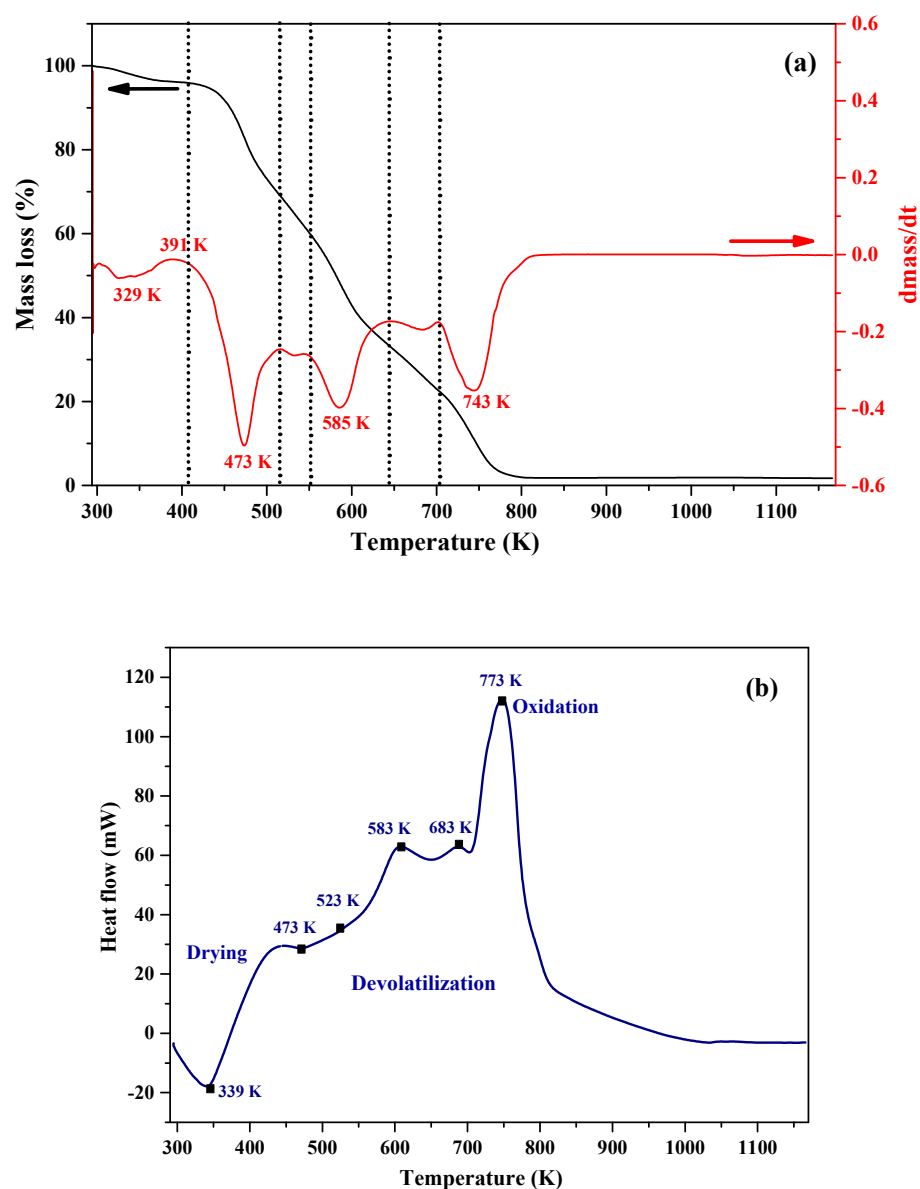 (a)
0.6
0.4
0.2
0.0
-0.2
-0.4
-0.6
dmass/dt
100
80
60
40
20
0
Mass loss (%)
391 K
329 K
473 K
585 K
743 K
300 400 500 600 700 800 900 1000 1100
Temperature (K)
(b)
120
100
80
60
40
20
0
-20
Heat flow (mW)
773 K
Oxidation
583 K
683 K
523 K
473 K
Drying
Devolatilization
339 K
300 400 500 600 700 800 900 1000 1100
Temperature (K)